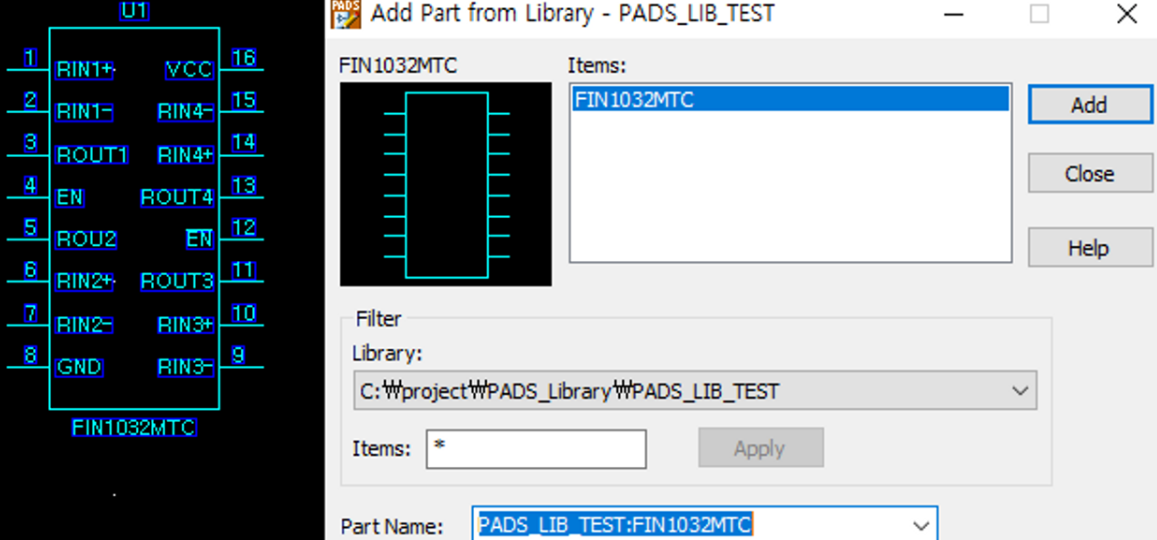 U1
1 RIN1+ VCC 16
2 RIN1- RIN4- 15
3 ROUT1 RIN4+ 14
4 EN ROUT4 13
5 ROU2 EN 12
6 RIN2+ ROUT3 11
7 RIN2- RIN3+ 10
8 GND RIN3- 9
FIN1032MTC
PADS Add Part from Library - PADS_LIB_TEST
FIN1032MTC
Items:
FIN1032MTC
Add
Close
Help
Filter
Library:
C:₩project₩PADS_Library₩PADS_LIB_TEST
Items: *
Apply
Part Name: PADS_LIB_TEST:FIN1032MTC